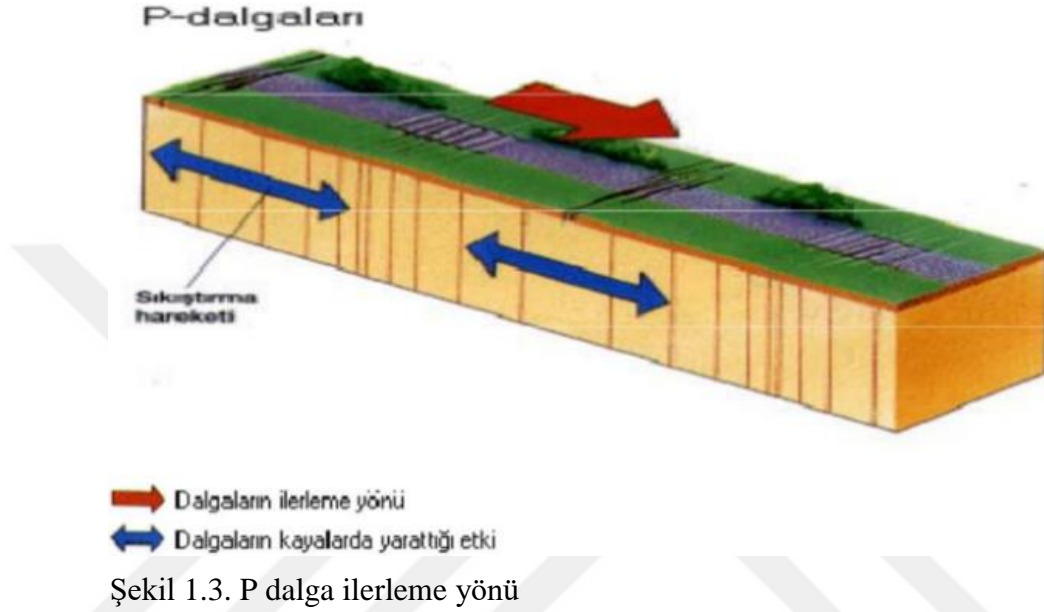 P-dalgaları
Sıkıştırma
hareketi
Dalgaların ilerleme yönü
Dalgaların kayalarda yarattığı etki
Şekil 1.3. P dalga ilerleme yönü